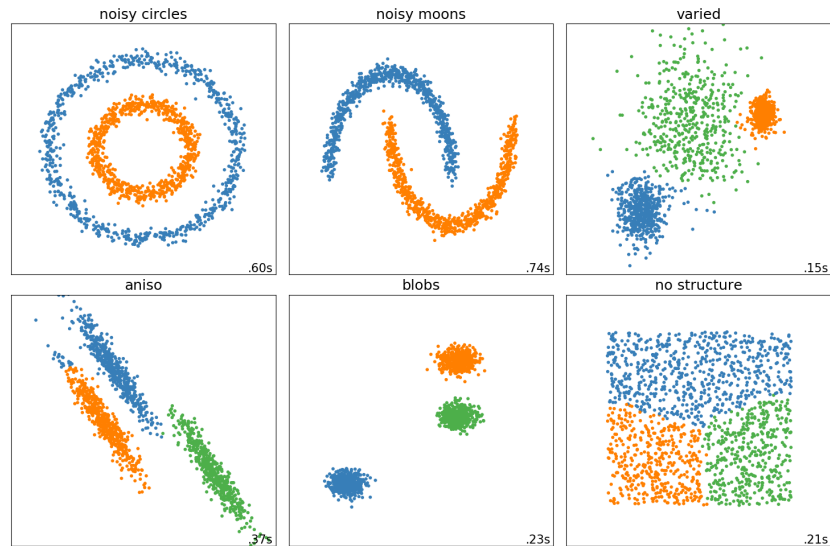 noisy circles
noisy moons
varied
.60s
.74s
.15s
aniso
blobs
no structure
.37s
.23s
.21s